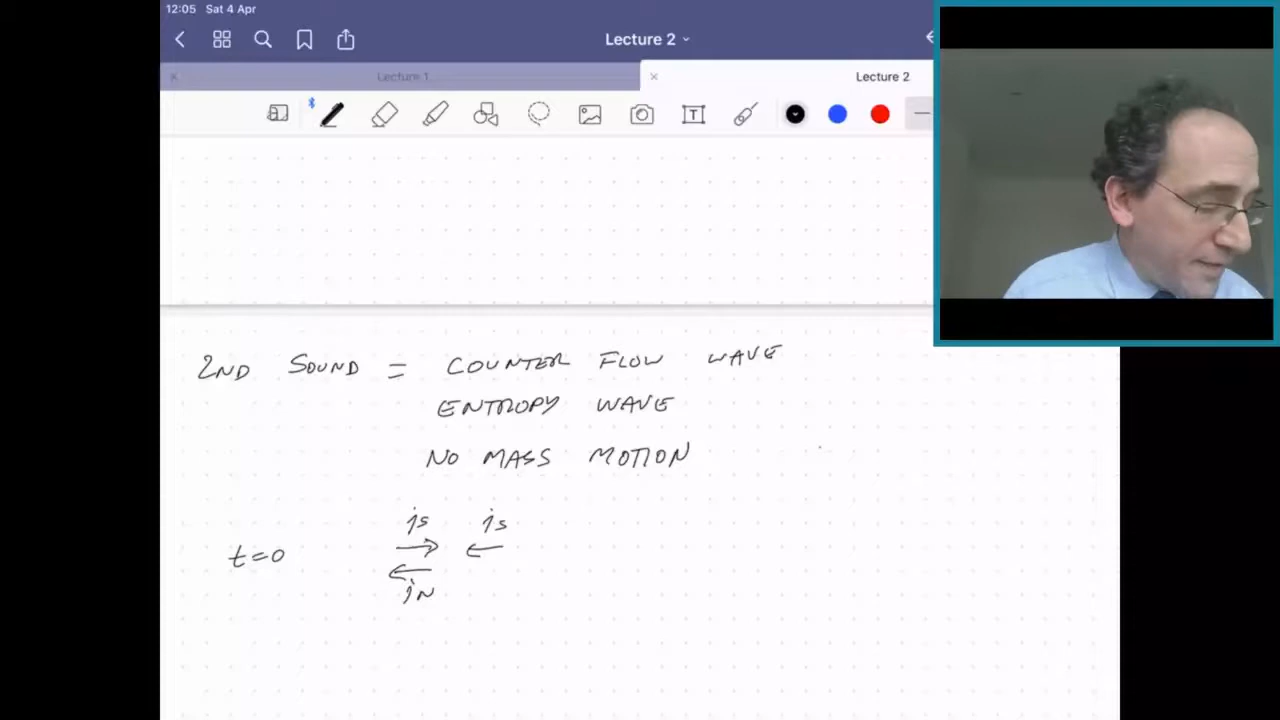 12:05 Sat 4 Apr
Lecture 2
Lecture 1
Lecture 2
T
2ND SOUND = COUNTER FLOW WAVE
ENTROPY WAVE
NO MASS MOTION
js js
t=0
jN